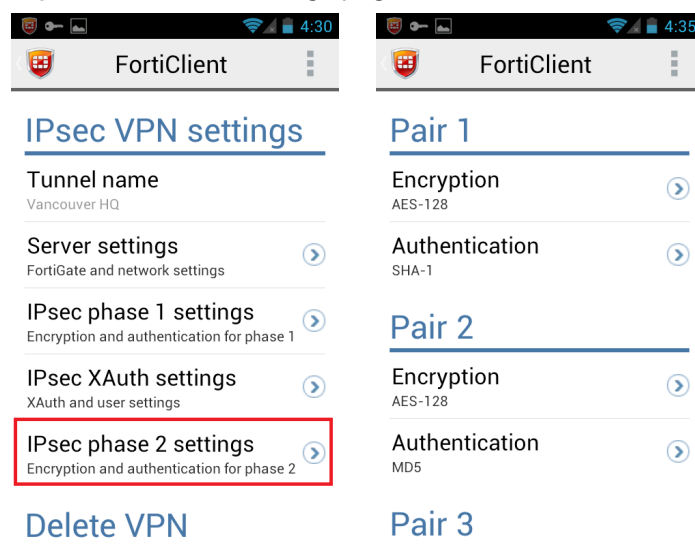 4:30
FortiClient
IPsec VPN settings
Tunnel name
Vancouver HQ
Server settings
FortiGate and network settings
IPsec phase 1 settings
Encryption and authentication for phase 1
IPsec XAuth settings
XAuth and user settings
IPsec phase 2 settings
Encryption and authentication for phase 2
Delete VPN
4:35
FortiClient
Pair 1
Encryption
AES-128
Authentication
SHA-1
Pair 2
Encryption
AES-128
Authentication
MD5
Pair 3